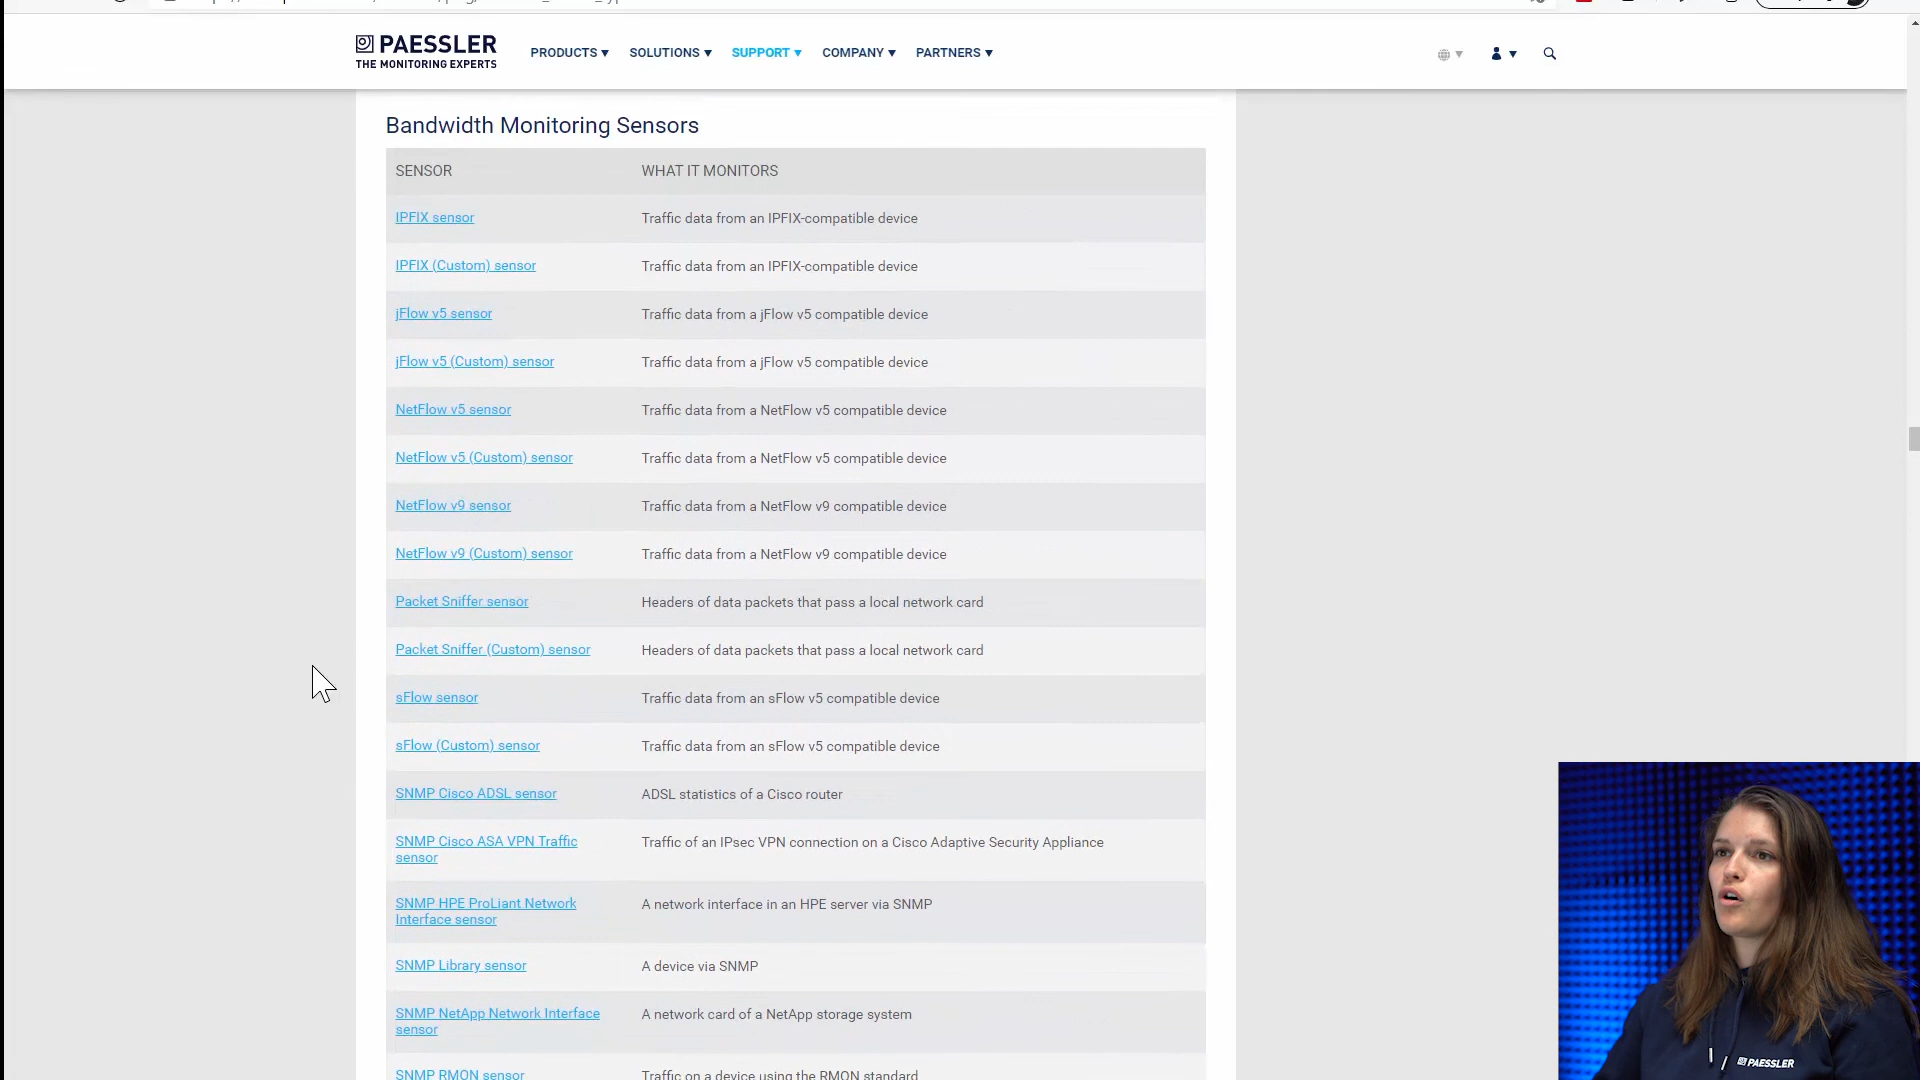 PAESSLER
THE MONITORING EXPERTS
PRODUCTS ▼ SOLUTIONS ▼ SUPPORT ▼ COMPANY ▼ PARTNERS ▼
Bandwidth Monitoring Sensors
SENSOR WHAT IT MONITORS
IPFIX sensor Traffic data from an IPFIX-compatible device
IPFIX (Custom) sensor Traffic data from an IPFIX-compatible device
jFlow v5 sensor Traffic data from a jFlow v5 compatible device
jFlow v5 (Custom) sensor Traffic data from a jFlow v5 compatible device
NetFlow v5 sensor Traffic data from a NetFlow v5 compatible device
NetFlow v5 (Custom) sensor Traffic data from a NetFlow v5 compatible device
NetFlow v9 sensor Traffic data from a NetFlow v9 compatible device
NetFlow v9 (Custom) sensor Traffic data from a NetFlow v9 compatible device
Packet Sniffer sensor Headers of data packets that pass a local network card
Packet Sniffer (Custom) sensor Headers of data packets that pass a local network card
sFlow sensor Traffic data from an sFlow v5 compatible device
sFlow (Custom) sensor Traffic data from an sFlow v5 compatible device
SNMP Cisco ADSL sensor ADSL statistics of a Cisco router
SNMP Cisco ASA VPN Traffic Traffic of an IPsec VPN connection on a Cisco Adaptive Security Appliance
sensor
SNMP HPE ProLiant Network A network interface in an HPE server via SNMP
Interface sensor
SNMP Library sensor A device via SNMP
SNMP NetApp Network Interface A network card of a NetApp storage system
sensor
SNMP RMON sensor Traffic on a device using the RMON standard
PAESSLER